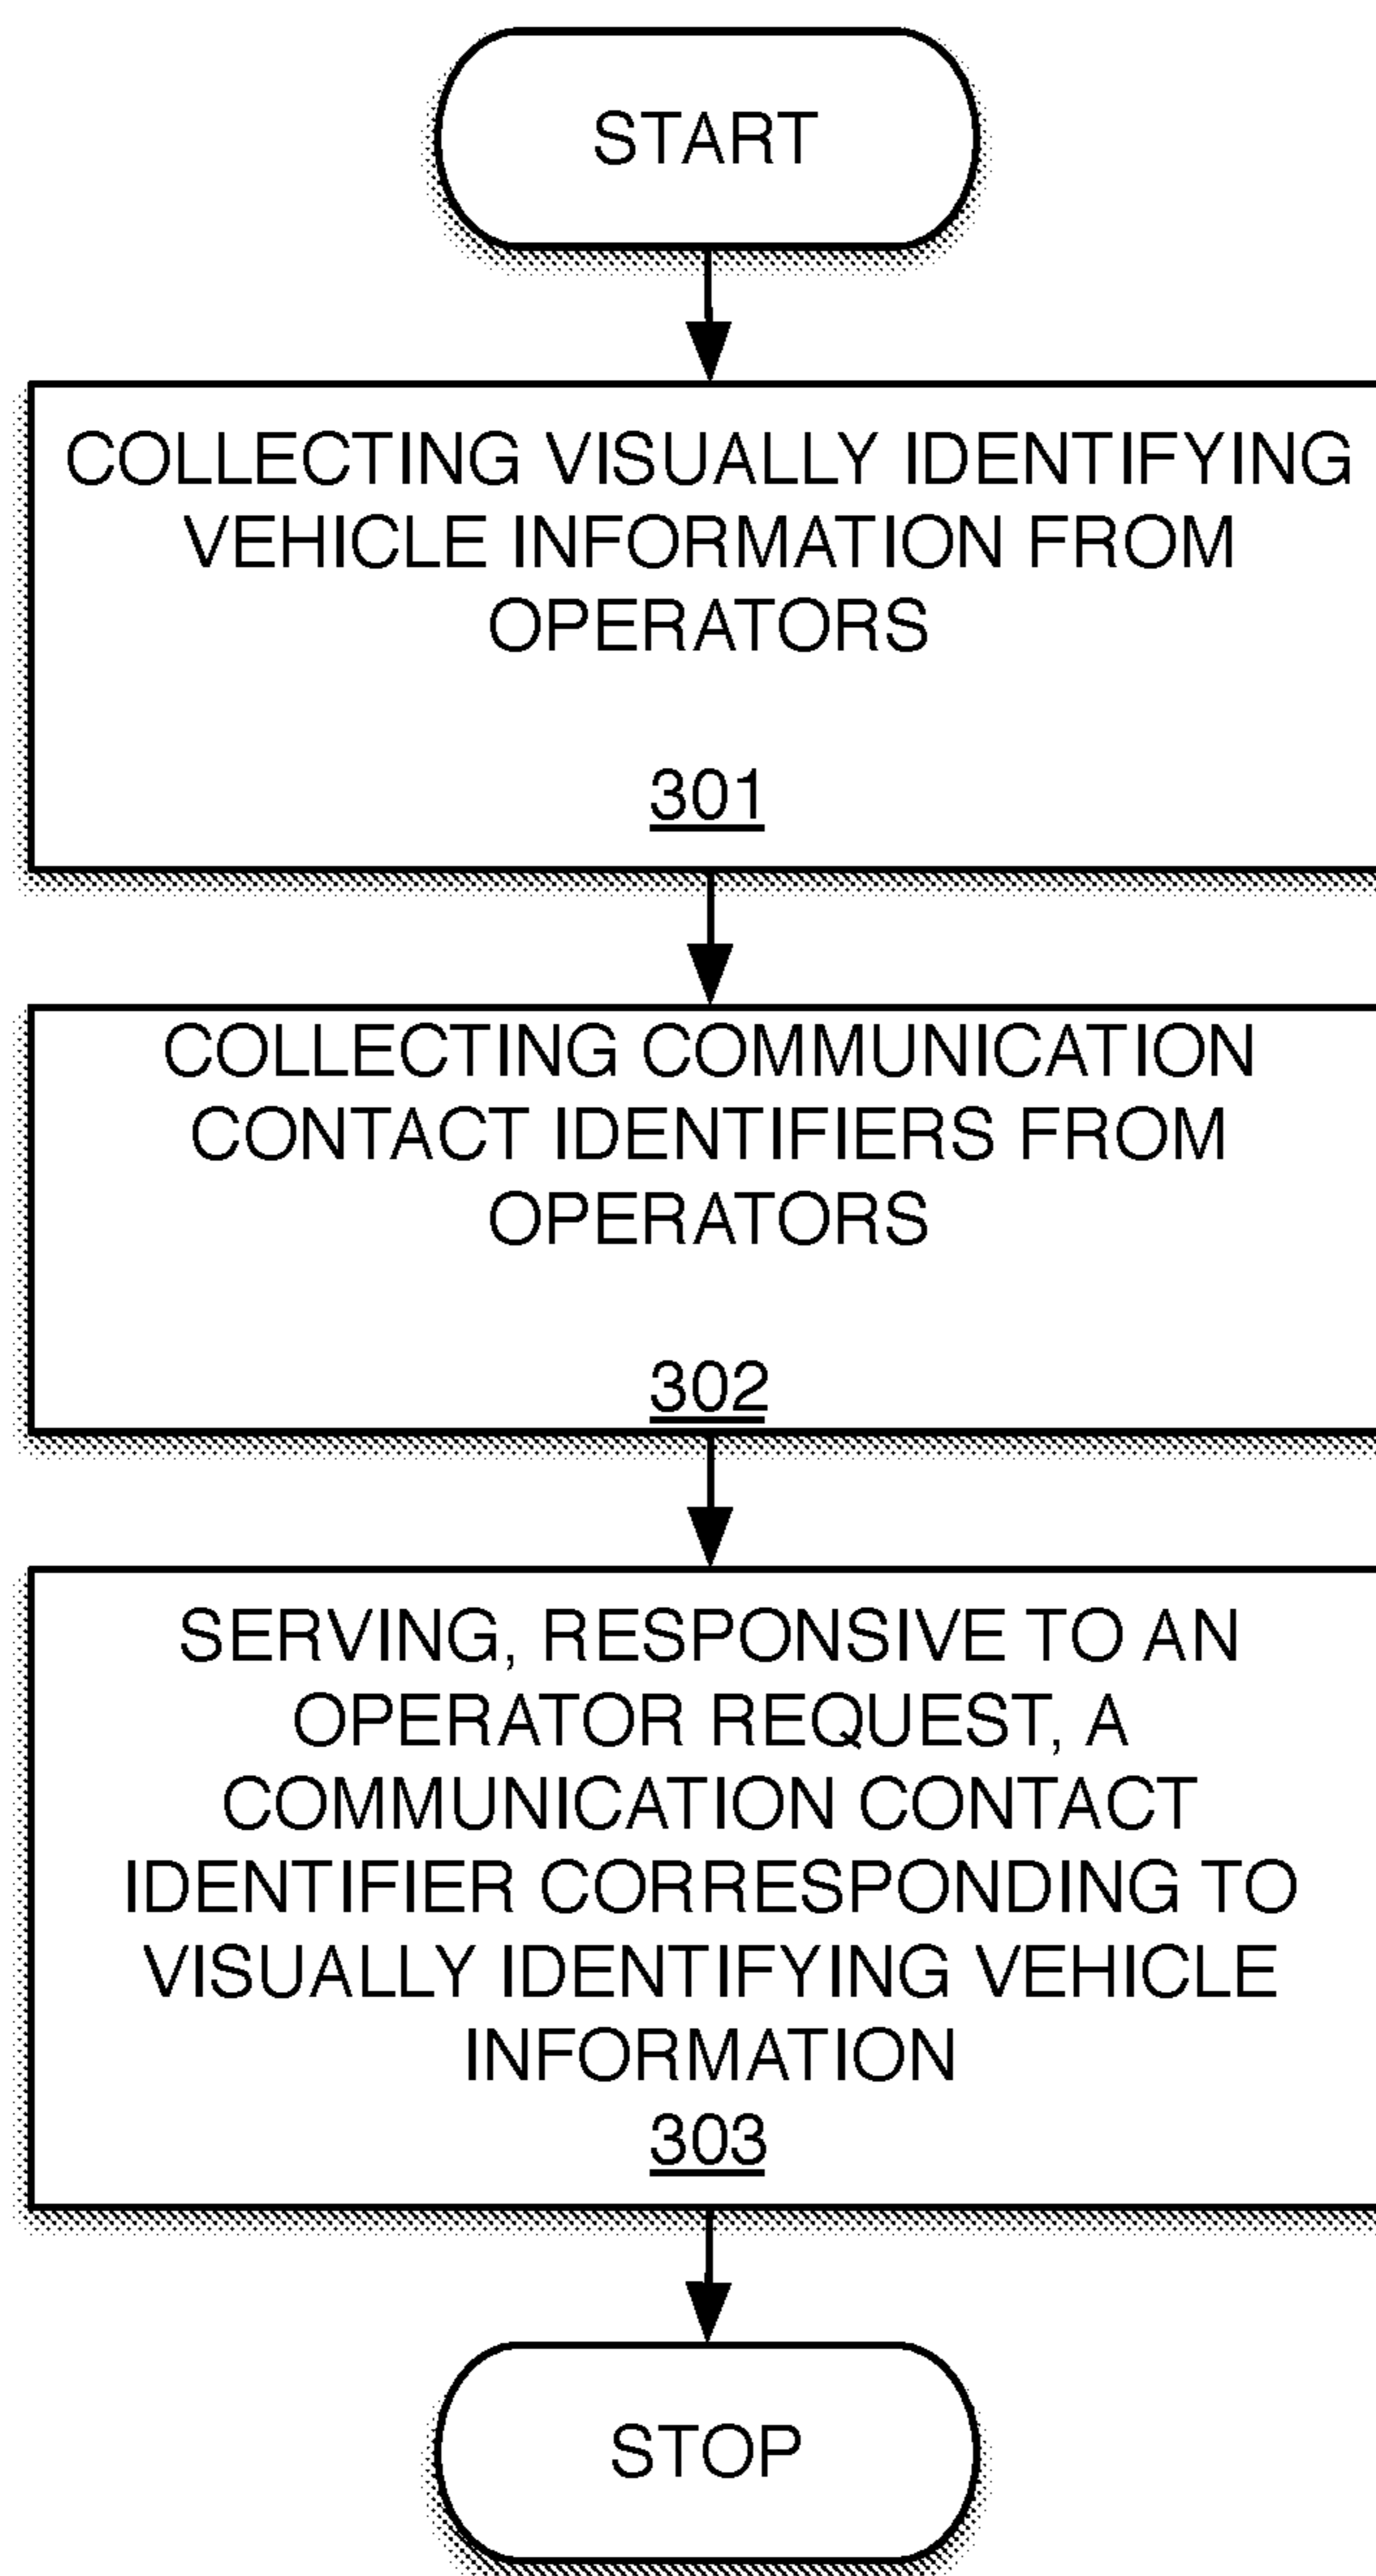 START
COLLECTING VISUALLY IDENTIFYING
VEHICLE INFORMATION FROM
OPERATORS
301
COLLECTING COMMUNICATION
CONTACT IDENTIFIERS FROM
OPERATORS
302
SERVING, RESPONSIVE TO AN
OPERATOR REQUEST, A
COMMUNICATION CONTACT
IDENTIFIER CORRESPONDING TO
VISUALLY IDENTIFYING VEHICLE
INFORMATION
303
STOP